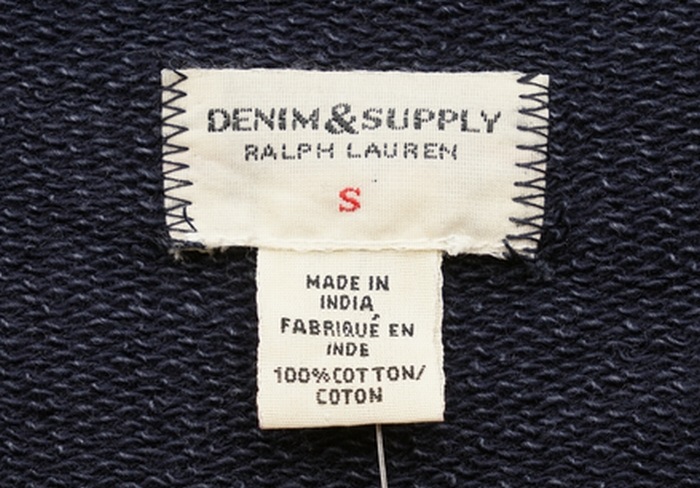 DENIM&SUPPLY
RALPH LAUREN
S
MADE IN
INDIA
FABRIQUÉ EN
INDE
100%COTTON/
COTON